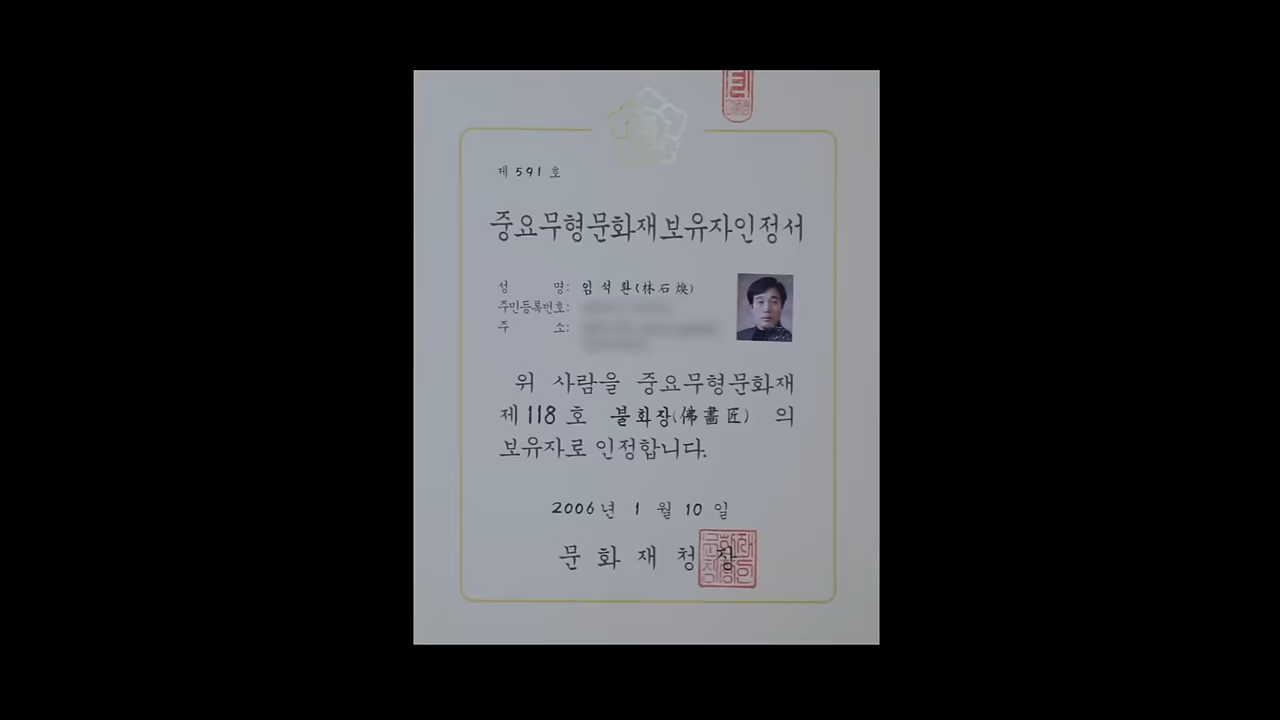 제 591 호
중요무형문화재보유자인정서
성 명: 임 석 환(林石煥)
주민등록번호:
주 소:
위 사람을 중요무형문화재
제 118 호 불화장(佛畵匠) 의
보유자로 인정합니다.
2006년 1 월 10 일
문 화 재 청 장